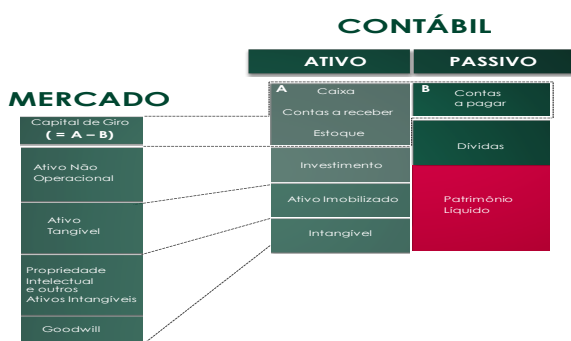 CONTÁBIL
ATIVO
PASSIVO
MERCADO
Capital de Giro
( = A – B)
Ativo Não
Operacional
Ativo
Tangível
Propriedade
Intelectual
e outros
Ativos Intangíveis
Goodwill
A
Caixa
Contas a receber
Estoque
Investimento
Ativo Imobilizado
Intangível
B
Contas
a pagar
Dívidas
Patrimônio
Líquido